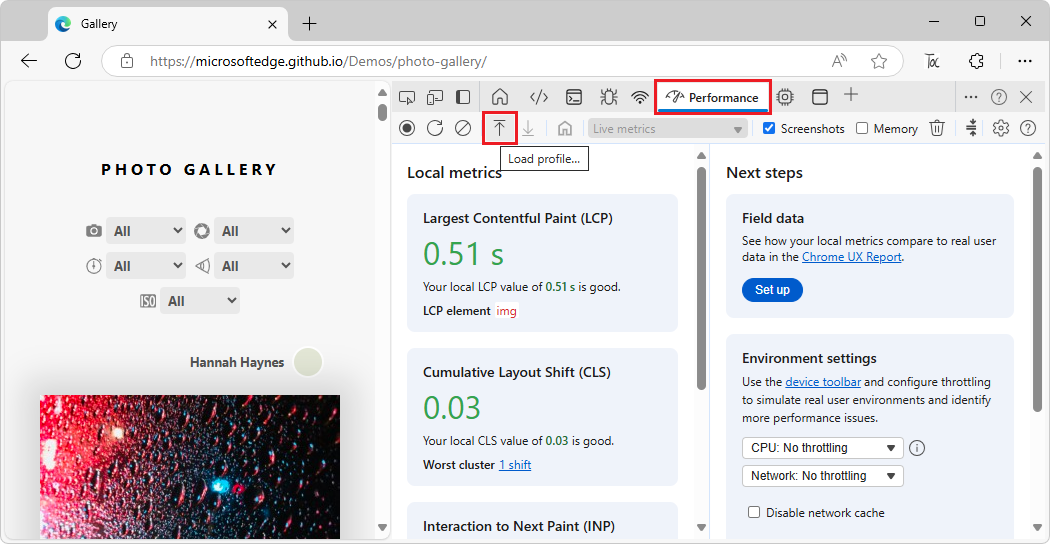 Gallery
https://microsoftedge.github.io/Demos/photo-gallery/
Performance
Live metrics
Screenshots
Memory
Load profile...
PHOTO GALLERY
All
All
All
All
ISO
All
Hannah Haynes
Local metrics
Largest Contentful Paint (LCP)
0.51 s
Your local LCP value of 0.51 s is good.
LCP element img
Cumulative Layout Shift (CLS)
0.03
Your local CLS value of 0.03 is good.
Worst cluster 1 shift
Interaction to Next Paint (INP)
Next steps
Field data
See how your local metrics compare to real user
data in the Chrome UX Report.
Set up
Environment settings
Use the device toolbar and configure throttling
to simulate real user environments and identify
more performance issues.
CPU: No throttling
Network: No throttling
Disable network cache